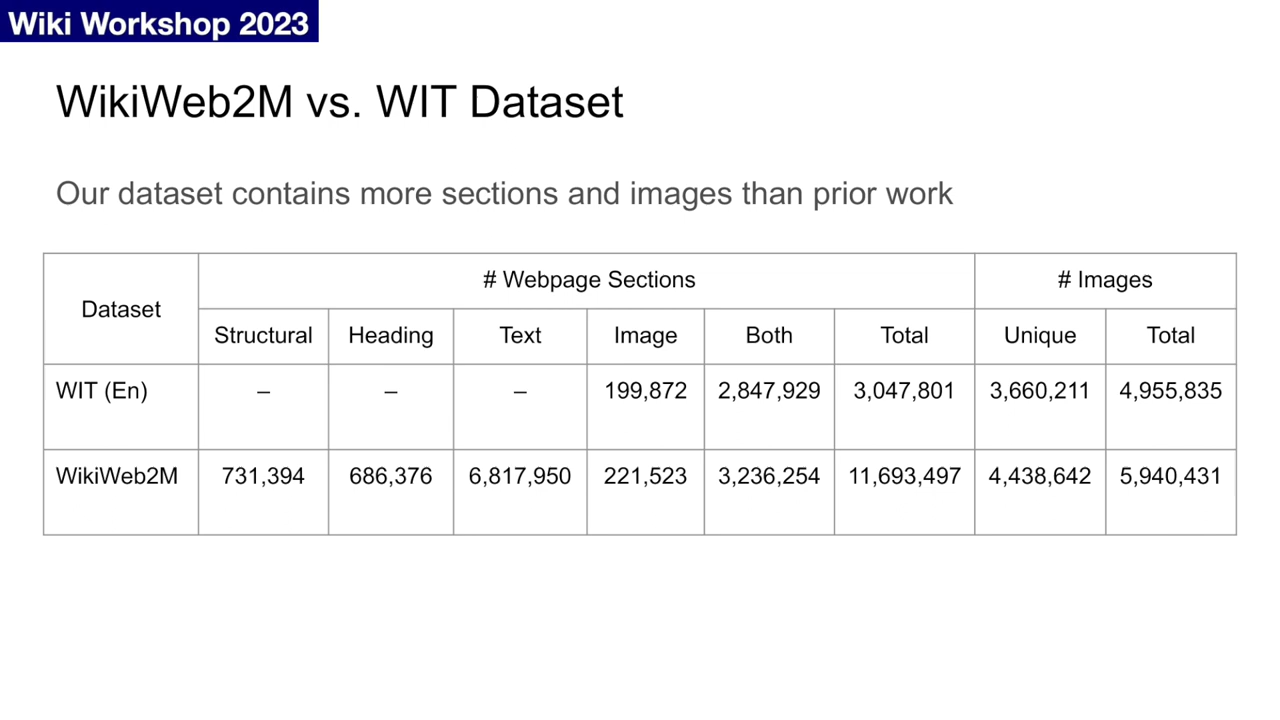 Wiki Workshop 2023
WikiWeb2M vs. WIT Dataset
Our dataset contains more sections and images than prior work
Dataset # Webpage Sections # Images
Structural Heading Text Image Both Total Unique Total
WIT (En) – – – 199,872 2,847,929 3,047,801 3,660,211 4,955,835
WikiWeb2M 731,394 686,376 6,817,950 221,523 3,236,254 11,693,497 4,438,642 5,940,431